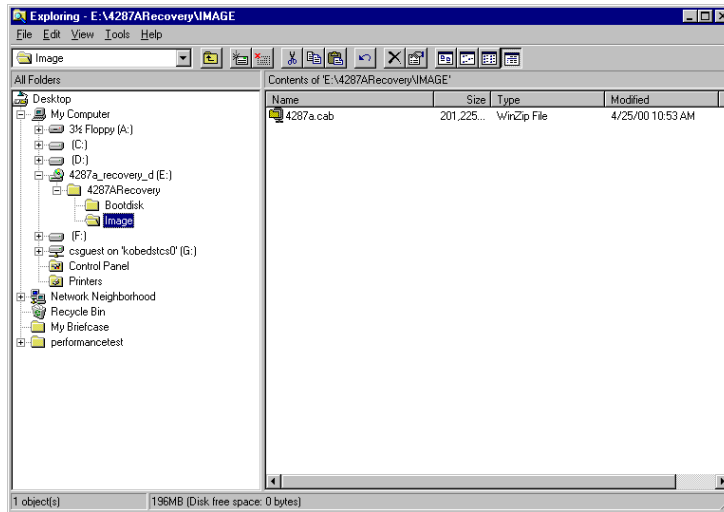 Exploring - E:\4287ARecovery\IMAGE
File Edit View Tools Help
Image
All Folders
Contents of 'E:\4287ARecovery\IMAGE'
Desktop
My Computer
3½ Floppy (A:)
(C:)
(D:)
4287a_recovery_d (E:)
4287ARecovery
Bootdisk
Image
(F:)
csguest on 'kobedstcs0' (G:)
Control Panel
Printers
Network Neighborhood
Recycle Bin
My Briefcase
performancetest
Name Size Type Modified
4287a.cab 201,225... WinZip File 4/25/00 10:53 AM
1 object(s) 196MB (Disk free space: 0 bytes)